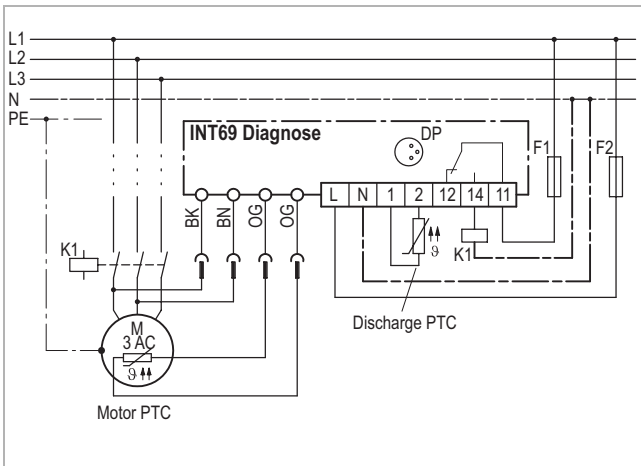 L1
L2
L3
N
PE
INT69 Diagnose
DP
F1
F2
BK
BN
OG
OG
L N 1 2 12 14 11
K1
ϑ
K1
Discharge PTC
M
3 AC
ϑ
Motor PTC